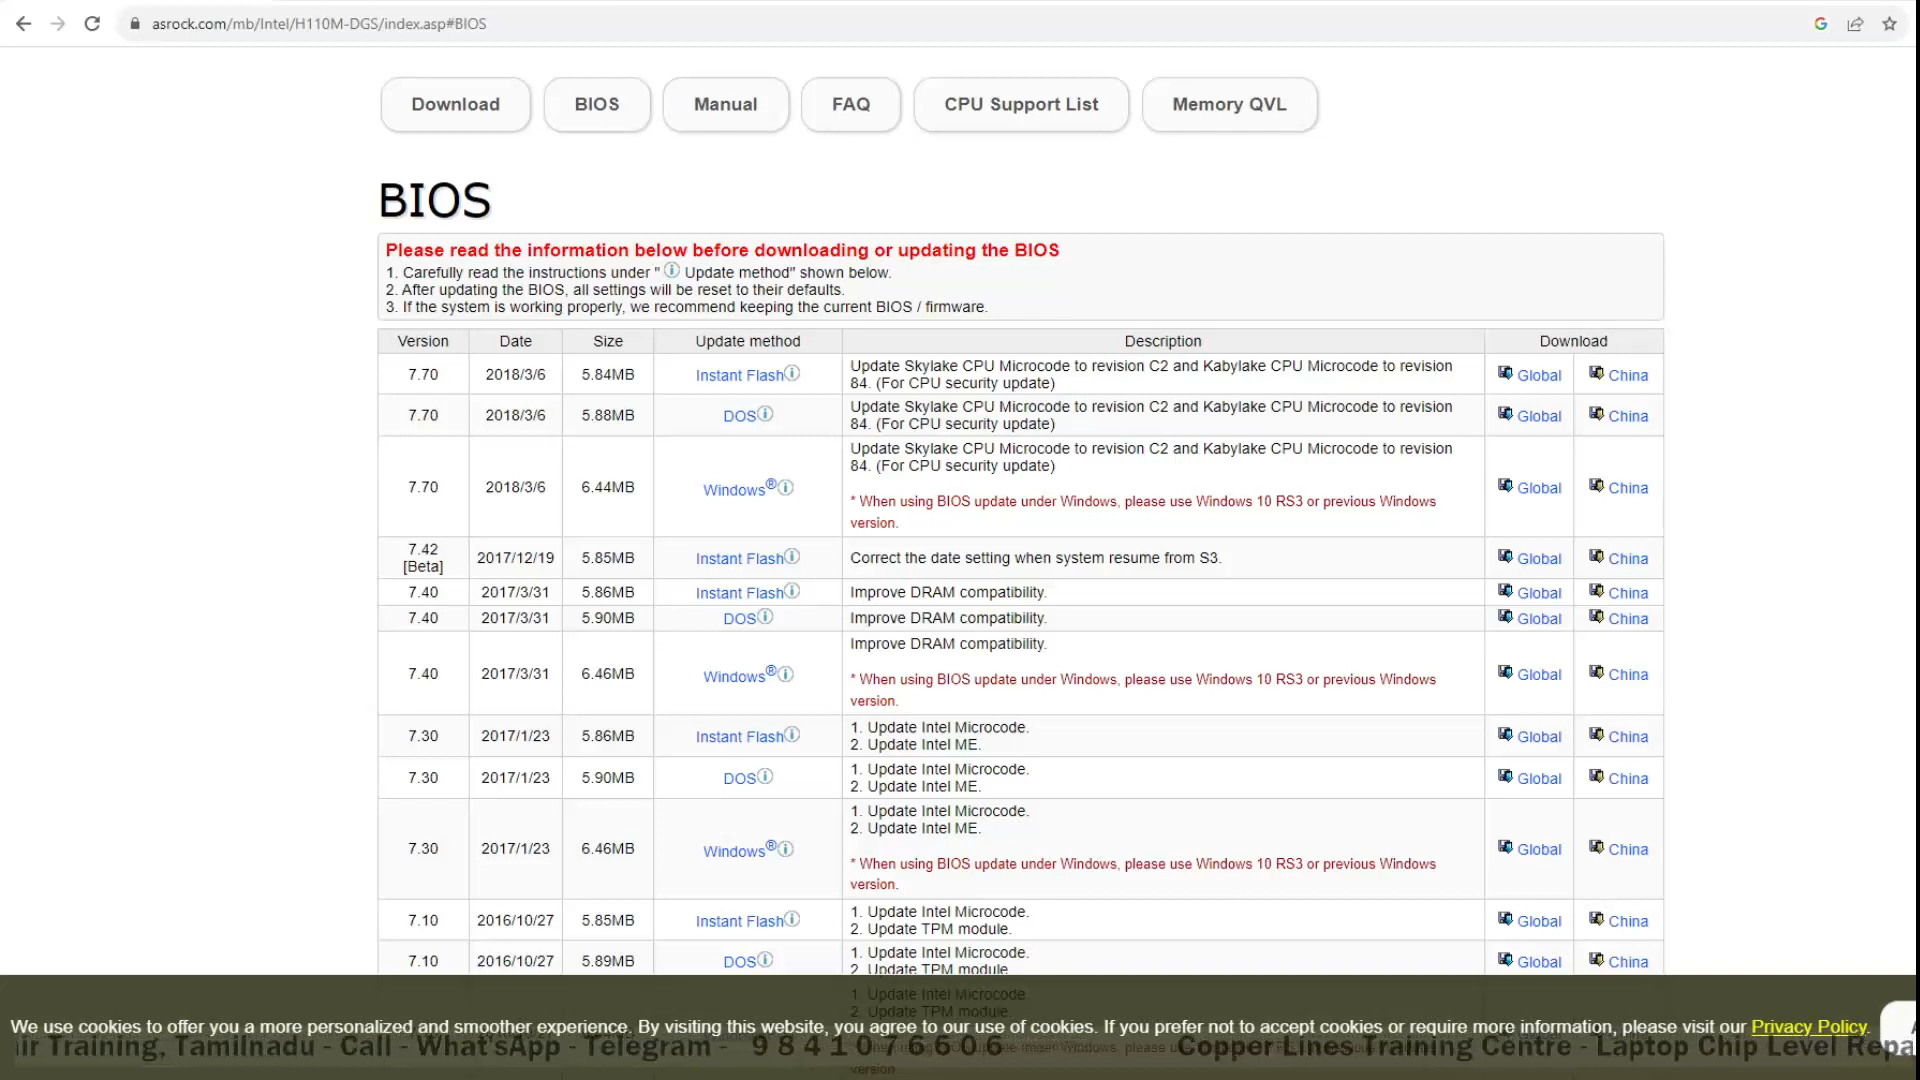 asrock.com/mb/Intel/H110M-DGS/index.asp#BIOS
Download BIOS Manual FAQ CPU Support List Memory QVL
BIOS
Please read the information below before downloading or updating the BIOS
1. Carefully read the instructions under " Update method" shown below.
2. After updating the BIOS, all settings will be reset to their defaults.
3. If the system is working properly, we recommend keeping the current BIOS / firmware.
Version Date Size Update method Description Download
7.70 2018/3/6 5.84MB Instant Flash Update Skylake CPU Microcode to revision C2 and Kabylake CPU Microcode to revision
84. (For CPU security update) Global China
7.70 2018/3/6 5.88MB DOS Update Skylake CPU Microcode to revision C2 and Kabylake CPU Microcode to revision
84. (For CPU security update) Global China
Update Skylake CPU Microcode to revision C2 and Kabylake CPU Microcode to revision
84. (For CPU security update)
7.70 2018/3/6 6.44MB Windows® Global China
* When using BIOS update under Windows, please use Windows 10 RS3 or previous Windows
version.
7.42
[Beta] 2017/12/19 5.85MB Instant Flash Correct the date setting when system resume from S3. Global China
7.40 2017/3/31 5.86MB Instant Flash Improve DRAM compatibility. Global China
7.40 2017/3/31 5.90MB DOS Improve DRAM compatibility. Global China
Improve DRAM compatibility.
7.40 2017/3/31 6.46MB Windows® * When using BIOS update under Windows, please use Windows 10 RS3 or previous Windows Global China
version.
7.30 2017/1/23 5.86MB Instant Flash 1. Update Intel Microcode.
2. Update Intel ME. Global China
7.30 2017/1/23 5.90MB DOS 1. Update Intel Microcode.
2. Update Intel ME. Global China
1. Update Intel Microcode.
2. Update Intel ME.
7.30 2017/1/23 6.46MB Windows® Global China
* When using BIOS update under Windows, please use Windows 10 RS3 or previous Windows
version.
7.10 2016/10/27 5.85MB Instant Flash 1. Update Intel Microcode.
2. Update TPM module. Global China
7.10 2016/10/27 5.89MB DOS 1. Update Intel Microcode.
2. Update TPM module Global China
1. Update Intel Microcode.
2. Update TPM module.
We use cookies to offer you a more personalized and smoother experience. By visiting this website, you agree to our use of cookies. If you prefer not to accept cookies or require more information, please visit our Privacy Policy.
ir Training, Tamilnadu - Call - What'sApp - Telegram - 9841076606 Copper Lines Training Centre - Laptop Chip Level Repa
version